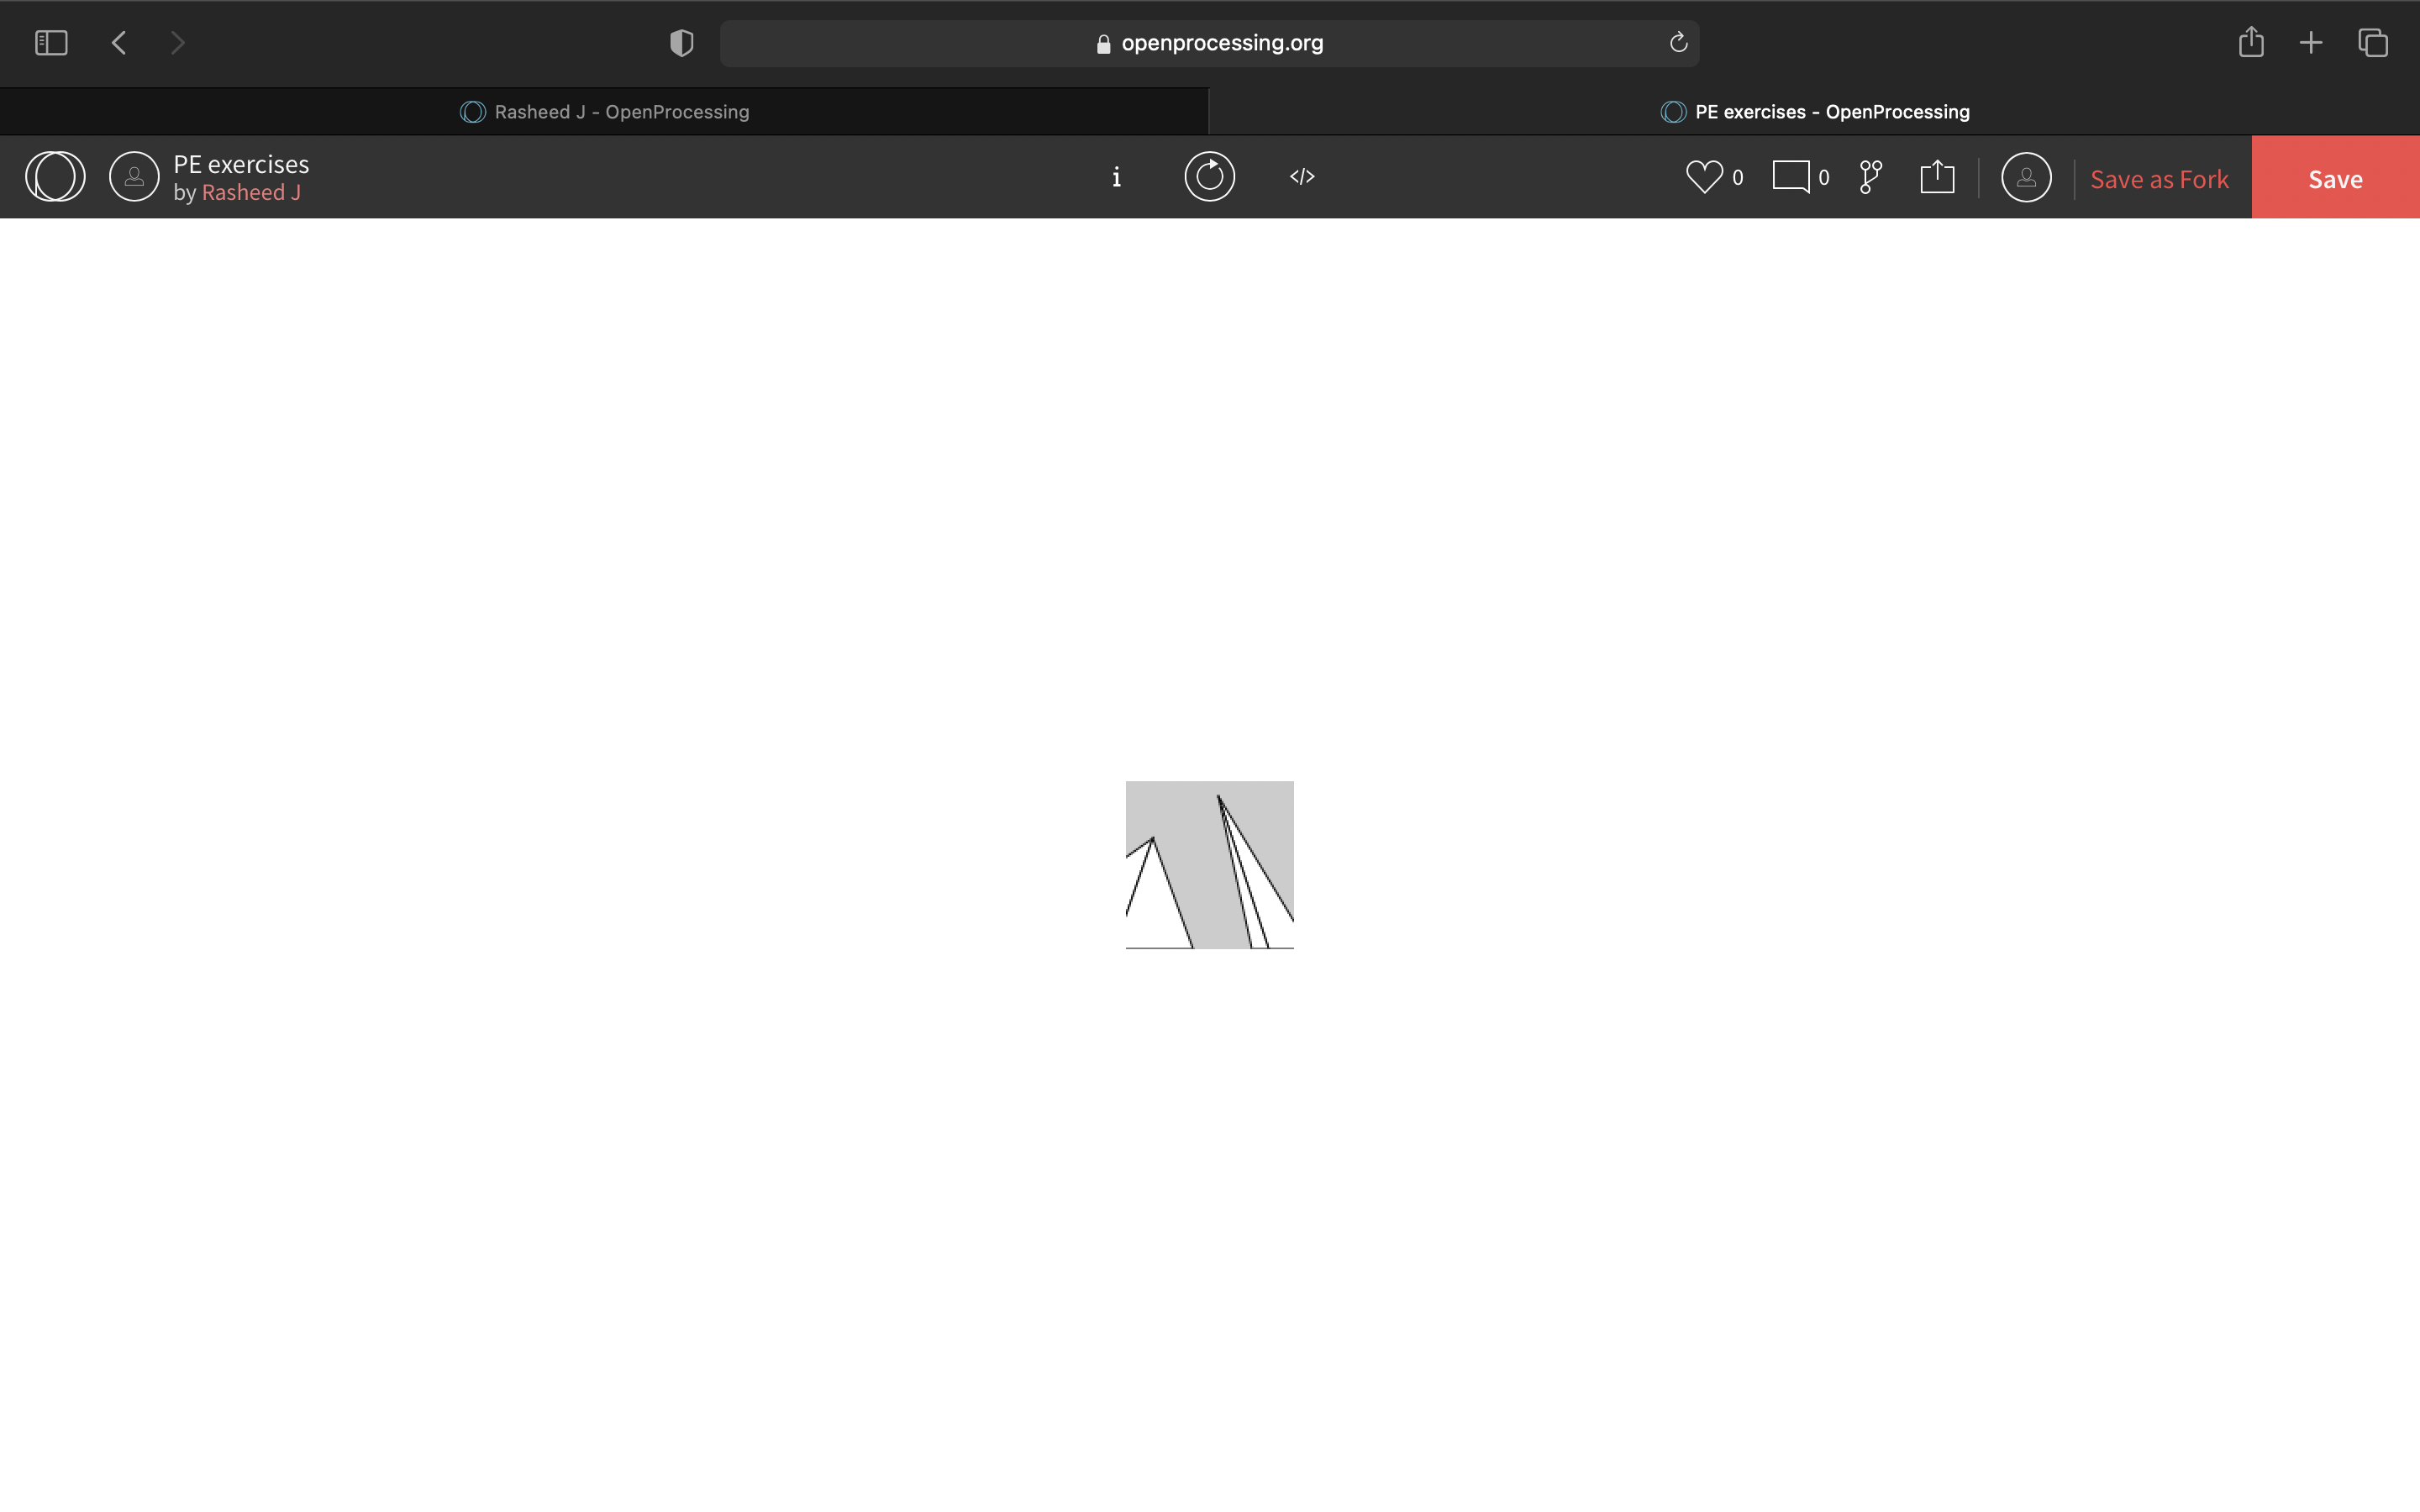 openprocessing.org
Rasheed J - OpenProcessing
PE exercises - OpenProcessing
PE exercises
by Rasheed J
i
</>
0
0
Save as Fork
Save